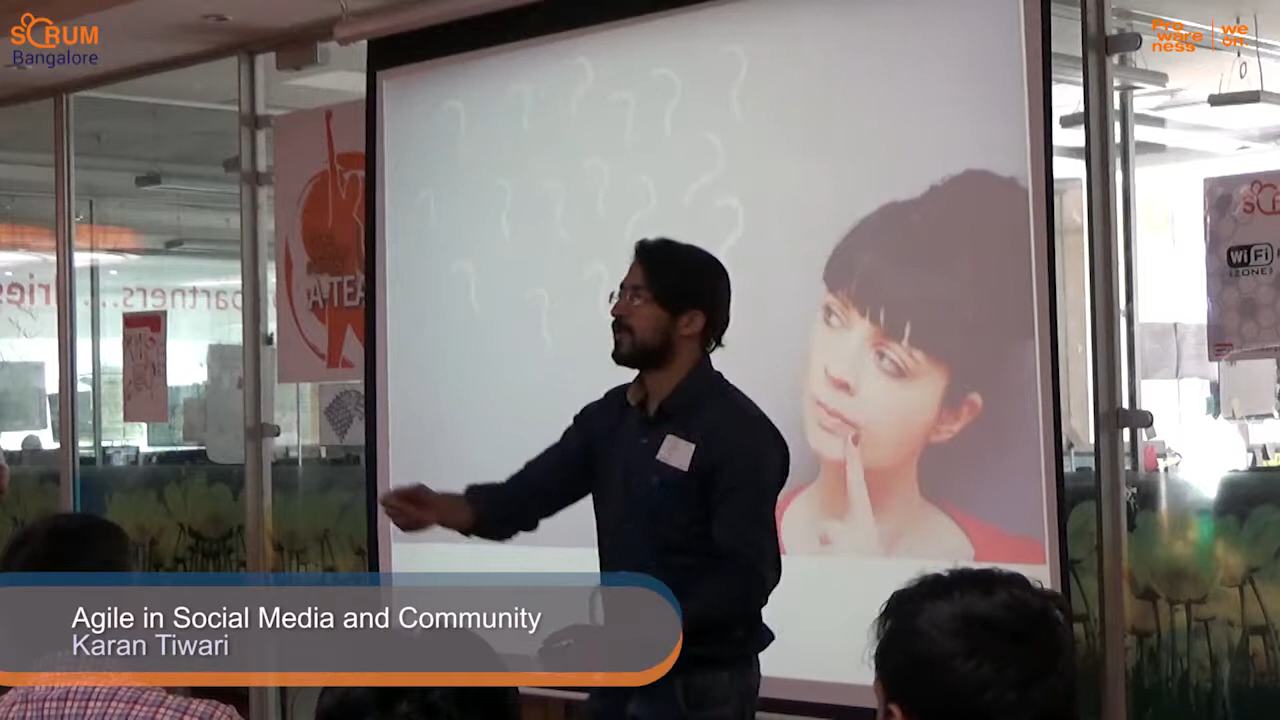 SCRUM
Bangalore
Pro
ware
ness
we
on.
A-TEA
partners...
WiFi
ZONE
Agile in Social Media and Community
Karan Tiwari